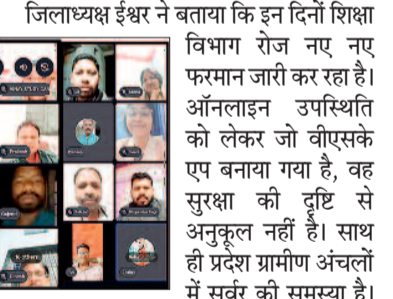 जिलाध्यक्ष ईश्वर ने बताया कि इन दिनों शिक्षा
विभाग रोज नए नए
फरमान जारी कर रहा है।
ऑनलाइन उपस्थिति
को लेकर जो वीएसके
एप बनाया गया है, वह
सुरक्षा की दृष्टि से
अनुकूल नहीं है। साथ
ही प्रदेश ग्रामीण अंचलों
में सर्वर की समस्या है।